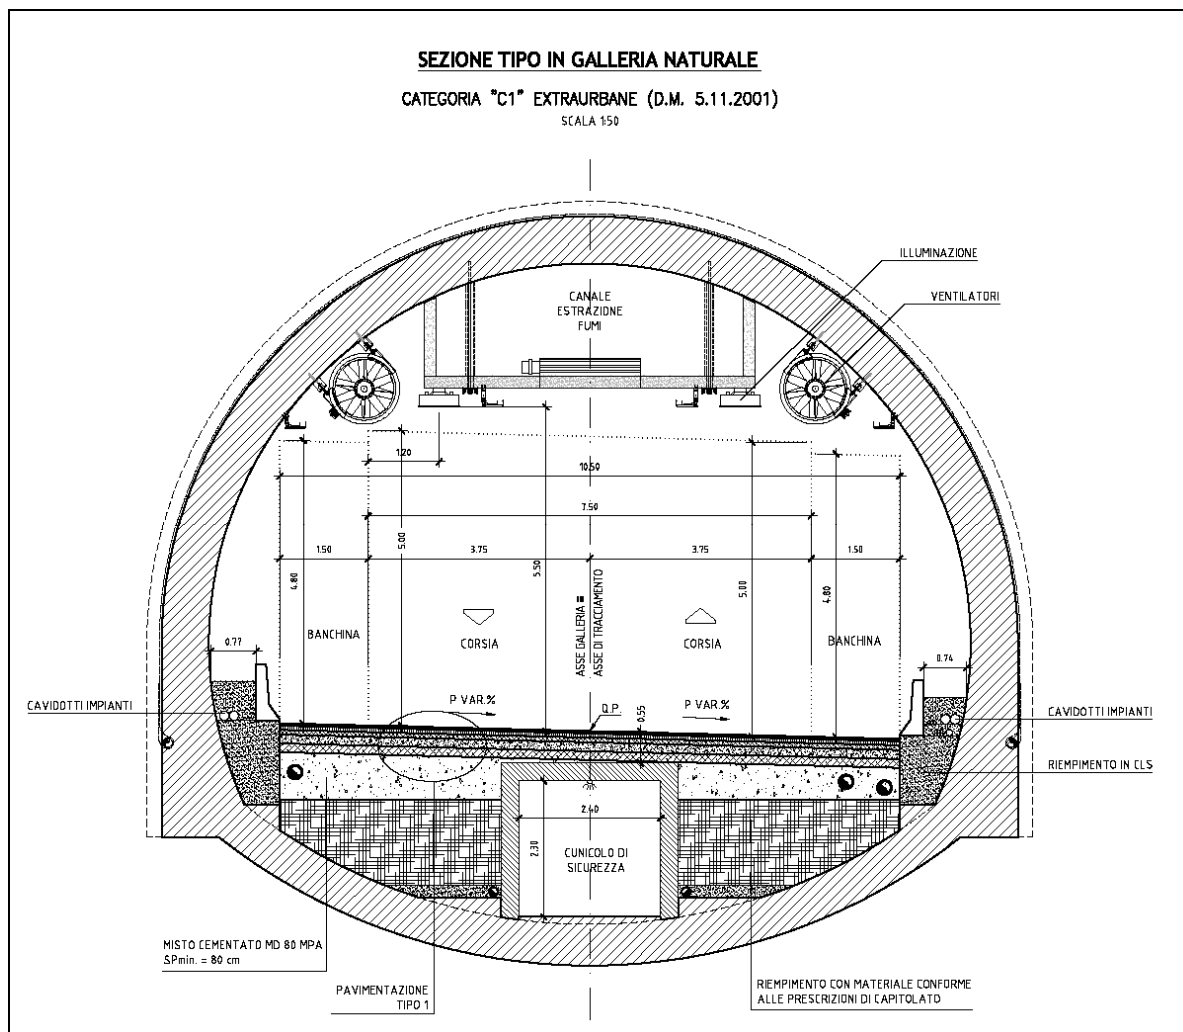 SEZIONE TIPO IN GALLERIA NATURALE
CATEGORIA "C1" EXTRAURBANE (D.M. 5.11.2001)
SCALA 1:50
ILLUMINAZIONE
VENTILATORI
CANALE
ESTRAZIONE
FUMI
1.20
10.50
7.50
1.50
3.75
3.75
1.50
4.80
5.00
5.50
5.00
4.80
ASSE GALLERIA ≡
ASSE DI TRACCIAMENTO
BANCHINA
CORSIA
CORSIA
BANCHINA
0.77
0.74
P VAR.%
Q.P.
0.55
P VAR.%
CAVIDOTTI IMPIANTI
CAVIDOTTI IMPIANTI
RIEMPIMENTO IN CLS
2.40
2.30
CUNICOLO DI
SICUREZZA
MISTO CEMENTATO MD 80 MPA
SPmin. = 80 cm
PAVIMENTAZIONE
TIPO 1
RIEMPIMENTO CON MATERIALE CONFORME
ALLE PRESCRIZIONI DI CAPITOLATO